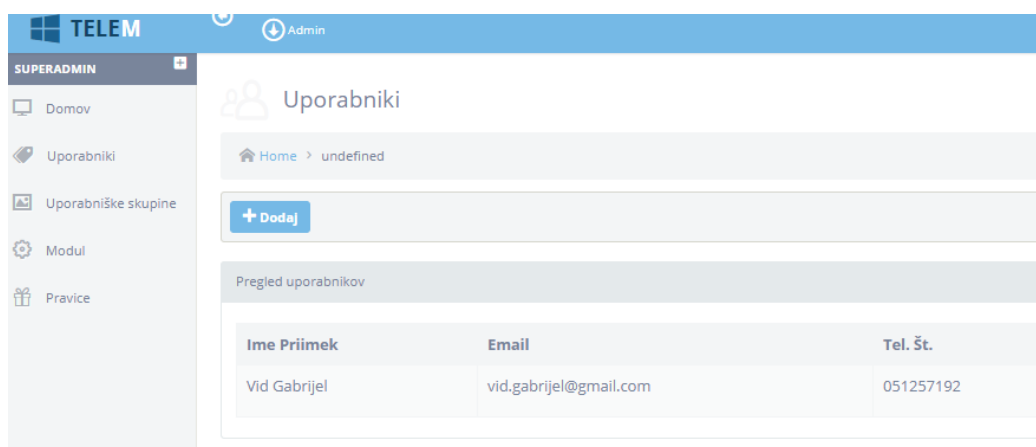 TELEM
Admin
SUPERADMIN
Domov
Uporabniki
Uporabniške skupine
Modul
Pravice
Uporabniki
Home > undefined
+ Dodaj
Pregled uporabnikov
Ime Priimek Email Tel. Št.
Vid Gabrijel vid.gabrijel@gmail.com 051257192